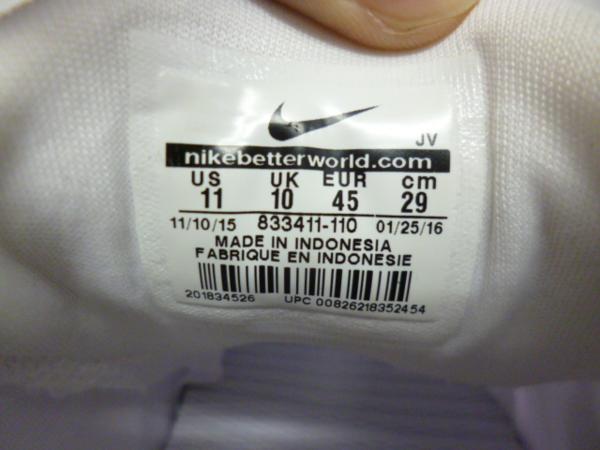 JV
nikebetterworld.com
US UK EUR cm
11 10 45 29
11/10/15 833411-110 01/25/16
MADE IN INDONESIA
FABRIQUE EN INDONESIE
201834526 UPC 00826218352454